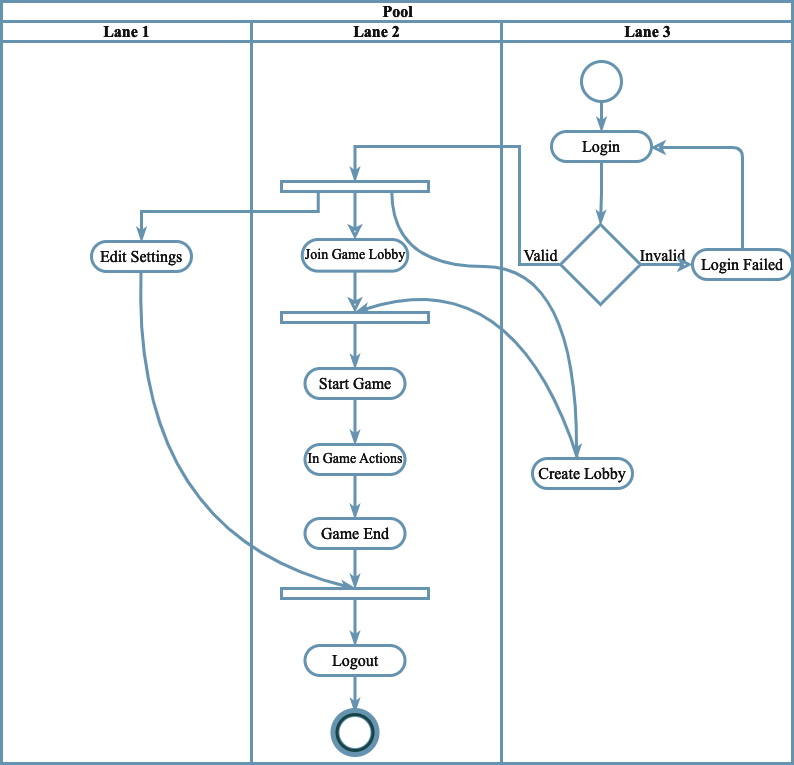 Pool
Lane 1
Lane 2
Lane 3
Login
Valid
Invalid
Login Failed
Edit Settings
Join Game Lobby
Start Game
In Game Actions
Create Lobby
Game End
Logout